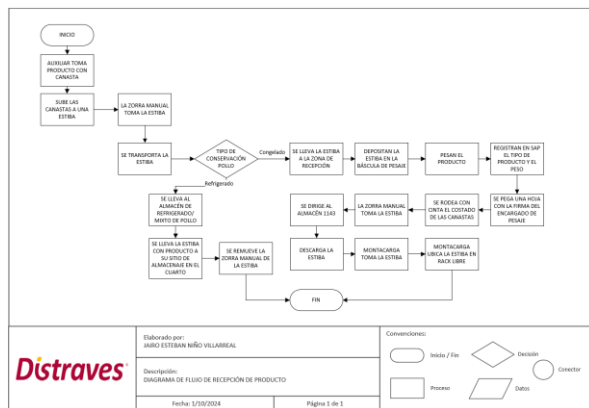 INICIO
AUXILIAR TOMA
PRODUCTO CON
CANASTA
SUBE LAS
CANASTAS A UNA
ESTIBA
LA ZORRA MANUAL
TOMA LA ESTIBA
SE TRANSPORTA LA
ESTIBA
TIPO DE
CONSERVACIÓN
POLLO
Congelado
SE LLEVA LA ESTIBA
A LA ZONA DE
RECEPCIÓN
DEPOSITAN LA
ESTIBA EN LA
BÁSCULA DE PESAJE
PESAN EL
PRODUCTO
REGISTRAN EN SAP
EL TIPO DE
PRODUCTO Y EL
PESO
Refrigerado
SE LLEVA AL
ALMACÉN DE
REFRIGERADO/
MIXTO DE POLLO
SE DIRIGE AL
ALMACÉN 1143
LA ZORRA MANUAL
TOMA LA ESTIBA
SE RODEA CON
CINTA EL COSTADO
DE LAS CANASTAS
SE PEGA UNA HOJA
CON LA FIRMA DEL
ENCARGADO DE
PESAJE
SE LLEVA LA ESTIBA
CON PRODUCTO A
SU SITIO DE
ALMACENAJE EN EL
CUARTO
SE REMUEVE LA
ZORRA MANUAL DE
LA ESTIBA
DESCARGA LA
ESTIBA
MONTACARGA
TOMA LA ESTIBA
MONTACARGA
UBICA LA ESTIBA EN
RACK LIBRE
FIN
Distraves
Elaborado por:
JAIRO ESTEBAN NIÑO VILLARREAL
Descripción:
DIAGRAMA DE FLUJO DE RECEPCIÓN DE PRODUCTO
Fecha: 1/10/2024
Página 1 de 1
Convenciones:
Inicio / Fin
Decisión
Conector
Proceso
Datos